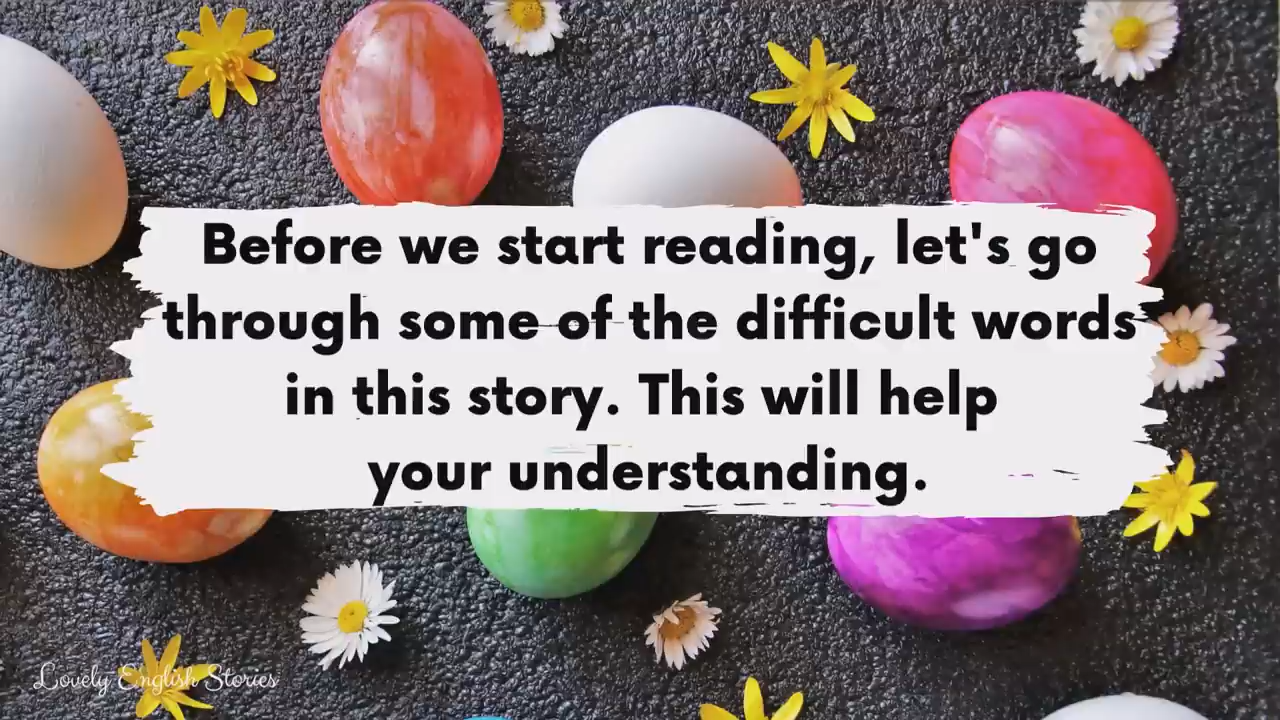 Before we start reading, let's go
through some of the difficult words
in this story. This will help
your understanding.
Lovely English Stories